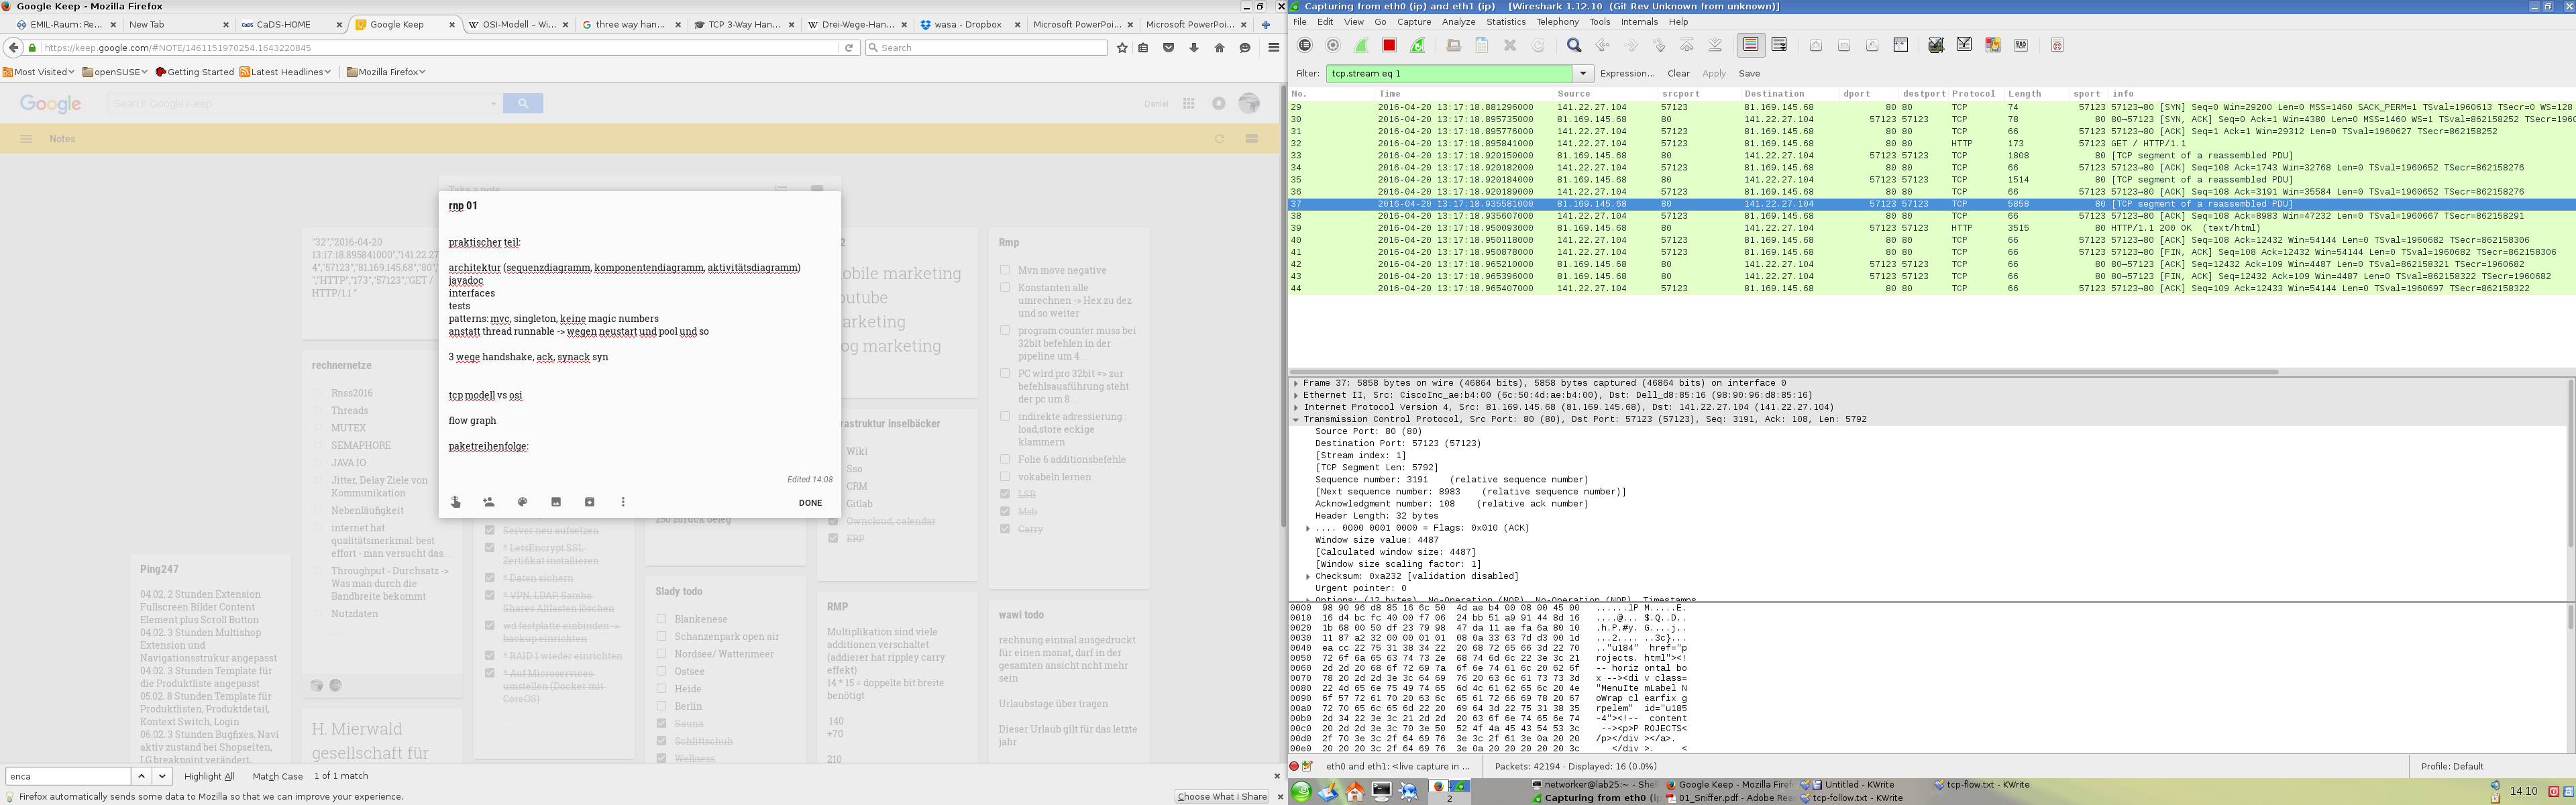 Google Keep - Mozilla Firefox
EMIL-Raum: Re...
New Tab
CaDS-HOME
Google Keep
OSI-Modell – Wi...
three way han...
TCP 3-Way Han...
Drei-Wege-Han...
wasa - Dropbox
Microsoft PowerPoi...
Microsoft PowerPoi...
https://keep.google.com/#NOTE/1461151970254.1643220845
Search
Most Visited
openSUSE
Getting Started
Latest Headlines
Mozilla Firefox
Google
Search Google Keep
Daniel
Notes
Take a note
rnp 01
praktischer teil:
architektur (sequenzdiagramm, komponentendiagramm, aktivitätsdiagramm)
javadoc
interfaces
tests
patterns: mvc, singleton, keine magic numbers
anstatt thread runnable -> wegen neustart und pool und so
3 wege handshake, ack, synack syn
tcp modell vs osi
flow graph
paketreihenfolge:
Edited 14:08
DONE
"32","2016-04-20
13:17:18.895841000","141.22.27
4","57123","81.169.145.68","80",
,"HTTP","173","57123","GET /
HTTP/1.1 "
rechnernetze
Rnss2016
Threads
MUTEX
SEMAPHORE
JAVA IO
Jitter, Delay Ziele von
Kommunikation
Nebenläufigkeit
internet hat
qualitätsmerkmal: best
effort - man versucht das...
Throughput - Durchsatz ->
Was man durch die
Bandbreite bekommt
Nutzdaten
H. Mierwald
gesellschaft für
Ping247
04.02. 2 Stunden Extension
Fullscreen Bilder Content
Element plus Scroll Button
04.02. 3 Stunden Multishop
Extension und
Navigationsstrukur angepasst
04.02. 3 Stunden Template für
die Produktliste angepasst
05.02. 8 Stunden Template für
Produktlisten, Produktdetail,
Kontext Switch, Login
06.02. 3 Stunden Bugfixes, Navi
aktiv zustand bei Shopseiten,
LG breakpoint verändert,
Server neu aufsetzen
* LetsEncrypt SSL
Zertifikat installieren
* Daten sichern
* VPN, LDAP, Samba
Shares Altlasten löschen
wd festplatte einbinden ->
backup einrichten
* RAID 1 wieder einrichten
* Auf Microservices
umstellen (Docker mit
CoreOS)
250 zurück beleg
Slady todo
Blankenese
Schanzenpark open air
Nordsee/ Wattenmeer
Ostsee
Heide
Berlin
Sauna
Schlittschuh
Wellness
2
obile marketing
outube
arketing
og marketing
rastruktur inselbäcker
Wiki
Sso
CRM
Gitlab
Owncloud, calendar
ERP
RMP
Multiplikation sind viele
additionen verschaltet
(addierer hat rippley carry
effekt)
14 * 15 = doppelte bit breite
benötigt
140
+70
210
Rmp
Mvn move negative
Konstanten alle
umrechnen -> Hex zu dez
und so weiter
program counter muss bei
32bit befehlen in der
pipeline um 4...
PC wird pro 32bit => zur
befehlsausführung steht
der pc um 8...
indirekte adressierung :
load,store eckige
klammern
Folie 6 additionsbefehle
vokabeln lernen
LSB
Msb
Carry
wawi todo
rechnung einmal ausgedruckt
für einen monat, darf in der
gesamten ansicht ncht mehr
sein
Urlaubstage über tragen
Dieser Urlaub gilt für das letzte
jahr
enca
Highlight All
Match Case
1 of 1 match
Firefox automatically sends some data to Mozilla so that we can improve your experience.
Choose What I Share
Capturing from eth0 (ip) and eth1 (ip) [Wireshark 1.12.10 (Git Rev Unknown from unknown)]
File Edit View Go Capture Analyze Statistics Telephony Tools Internals Help
Filter: tcp.stream eq 1 Expression... Clear Apply Save
No. Time Source srcport Destination dport destport Protocol Length sport info
29 2016-04-20 13:17:18.881296000 141.22.27.104 57123 81.169.145.68 80 80 TCP 74 57123 57123→80 [SYN] Seq=0 Win=29200 Len=0 MSS=1460 SACK_PERM=1 TSval=1960613 TSecr=0 WS=128
30 2016-04-20 13:17:18.895735000 81.169.145.68 80 141.22.27.104 57123 57123 TCP 78 80 80→57123 [SYN, ACK] Seq=0 Ack=1 Win=4380 Len=0 MSS=1460 WS=1 TSval=862158252 TSecr=1960
31 2016-04-20 13:17:18.895776000 141.22.27.104 57123 81.169.145.68 80 80 TCP 66 57123 57123→80 [ACK] Seq=1 Ack=1 Win=29312 Len=0 TSval=1960627 TSecr=862158252
32 2016-04-20 13:17:18.895841000 141.22.27.104 57123 81.169.145.68 80 80 HTTP 173 57123 GET / HTTP/1.1
33 2016-04-20 13:17:18.920150000 81.169.145.68 80 141.22.27.104 57123 57123 TCP 1808 80 [TCP segment of a reassembled PDU]
34 2016-04-20 13:17:18.920182000 141.22.27.104 57123 81.169.145.68 80 80 TCP 66 57123 57123→80 [ACK] Seq=108 Ack=1743 Win=32768 Len=0 TSval=1960652 TSecr=862158276
35 2016-04-20 13:17:18.920184000 81.169.145.68 80 141.22.27.104 57123 57123 TCP 1514 80 [TCP segment of a reassembled PDU]
36 2016-04-20 13:17:18.920189000 141.22.27.104 57123 81.169.145.68 80 80 TCP 66 57123 57123→80 [ACK] Seq=108 Ack=3191 Win=35584 Len=0 TSval=1960652 TSecr=862158276
37 2016-04-20 13:17:18.935581000 81.169.145.68 80 141.22.27.104 57123 57123 TCP 5858 80 [TCP segment of a reassembled PDU]
38 2016-04-20 13:17:18.935607000 141.22.27.104 57123 81.169.145.68 80 80 TCP 66 57123 57123→80 [ACK] Seq=108 Ack=8983 Win=47232 Len=0 TSval=1960667 TSecr=862158291
39 2016-04-20 13:17:18.950093000 81.169.145.68 80 141.22.27.104 57123 57123 HTTP 3515 80 HTTP/1.1 200 OK (text/html)
40 2016-04-20 13:17:18.950118000 141.22.27.104 57123 81.169.145.68 80 80 TCP 66 57123 57123→80 [ACK] Seq=108 Ack=12432 Win=54144 Len=0 TSval=1960682 TSecr=862158306
41 2016-04-20 13:17:18.950878000 141.22.27.104 57123 81.169.145.68 80 80 TCP 66 57123 57123→80 [FIN, ACK] Seq=108 Ack=12432 Win=54144 Len=0 TSval=1960682 TSecr=862158306
42 2016-04-20 13:17:18.965210000 81.169.145.68 80 141.22.27.104 57123 57123 TCP 66 80 80→57123 [ACK] Seq=12432 Ack=109 Win=4487 Len=0 TSval=862158321 TSecr=1960682
43 2016-04-20 13:17:18.965396000 81.169.145.68 80 141.22.27.104 57123 57123 TCP 66 80 80→57123 [FIN, ACK] Seq=12432 Ack=109 Win=4487 Len=0 TSval=862158322 TSecr=1960682
44 2016-04-20 13:17:18.965407000 141.22.27.104 57123 81.169.145.68 80 80 TCP 66 57123 57123→80 [ACK] Seq=109 Ack=12433 Win=54144 Len=0 TSval=1960697 TSecr=862158322
Frame 37: 5858 bytes on wire (46864 bits), 5858 bytes captured (46864 bits) on interface 0
Ethernet II, Src: CiscoInc_ae:b4:00 (6c:50:4d:ae:b4:00), Dst: Dell_d8:85:16 (98:90:96:d8:85:16)
Internet Protocol Version 4, Src: 81.169.145.68 (81.169.145.68), Dst: 141.22.27.104 (141.22.27.104)
Transmission Control Protocol, Src Port: 80 (80), Dst Port: 57123 (57123), Seq: 3191, Ack: 108, Len: 5792
Source Port: 80 (80)
Destination Port: 57123 (57123)
[Stream index: 1]
[TCP Segment Len: 5792]
Sequence number: 3191 (relative sequence number)
[Next sequence number: 8983 (relative sequence number)]
Acknowledgment number: 108 (relative ack number)
Header Length: 32 bytes
.... 0000 0001 0000 = Flags: 0x010 (ACK)
Window size value: 4487
[Calculated window size: 4487]
[Window size scaling factor: 1]
Checksum: 0xa232 [validation disabled]
Urgent pointer: 0
Options: (12 bytes), No-Operation (NOP), No-Operation (NOP), Timestamps
0000 98 90 96 d8 85 16 6c 50 4d ae b4 00 08 00 45 00 ......lP M.....E.
0010 16 d4 bc fc 40 00 f7 06 24 bb 51 a9 91 44 8d 16 ....@... $.Q..D..
0020 1b 68 00 50 df 23 79 98 47 da 11 ae fa 6a 80 10 .h.P.#y. G....j..
0030 11 87 a2 32 00 00 01 01 08 0a 33 63 7d d3 00 1d ...2.... ..3c}...
0040 ea cc 22 75 31 38 34 22 20 68 72 65 66 3d 22 70 .."u184" href="p
0050 72 6f 6a 65 63 74 73 2e 68 74 6d 6c 22 3e 3c 21 rojects. html"><!
0060 2d 2d 20 68 6f 72 69 7a 6f 6e 74 61 6c 20 62 6f -- horiz ontal bo
0070 78 20 2d 2d 3e 3c 64 69 76 20 63 6c 61 73 73 3d x --><di v class=
0080 22 4d 65 6e 75 49 74 65 6d 4c 61 62 65 6c 20 4e "MenuIte mLabel N
0090 6f 57 72 61 70 20 63 6c 65 61 72 66 69 78 20 67 oWrap cl earfix g
00a0 72 70 65 6c 65 6d 22 20 69 64 3d 22 75 31 38 35 rpelem" id="u185
00b0 2d 34 22 3e 3c 21 2d 2d 20 63 6f 6e 74 65 6e 74 -4"><!-- content
00c0 20 2d 2d 3e 3c 70 3e 50 52 4f 4a 45 43 54 53 3c --><p>P ROJECTS<
00d0 2f 70 3e 3c 2f 64 69 76 3e 3c 2f 61 3e 0a 20 20 /p></div ></a>.
00e0 20 20 20 3c 2f 64 69 76 3e 0a 20 20 20 20 20 3c </div >. <
eth0 and eth1: <live capture in ...
Packets: 42194 · Displayed: 16 (0.0%)
Profile: Default
2
networker@lab25:~ - Shell
Google Keep - Mozilla Firef
Untitled - KWrite
tcp-flow.txt - KWrite
Capturing from eth0 (ip
01_Sniffer.pdf - Adobe Rea
tcp-follow.txt - KWrite
14:10